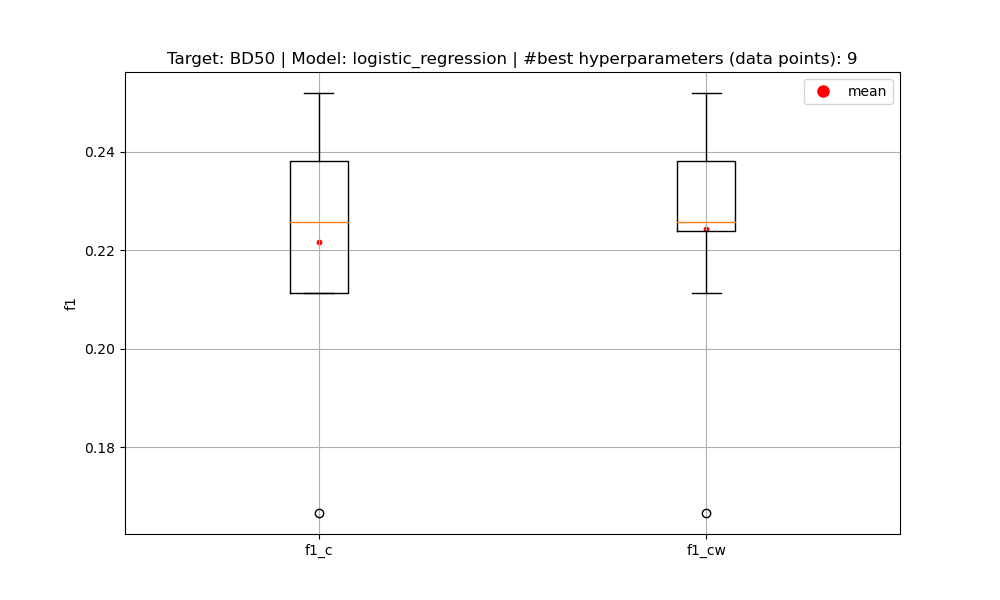 Target: BD50 | Model: logistic_regression | #best hyperparameters (data points): 9
mean
0.24
0.22
0.20
0.18
f1
f1_c
f1_cw